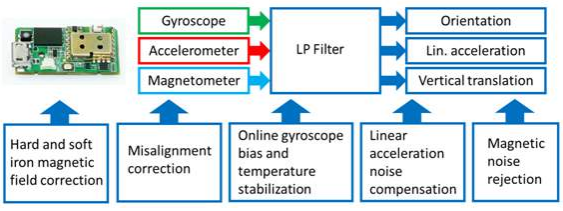 Gyroscope
Accelerometer
Magnetometer
LP Filter
Orientation
Lin. acceleration
Vertical translation
Hard and soft
iron magnetic
field correction
Misalignment
correction
Online gyroscope
bias and
temperature
stabilization
Linear
acceleration
noise
compensation
Magnetic
noise
rejection